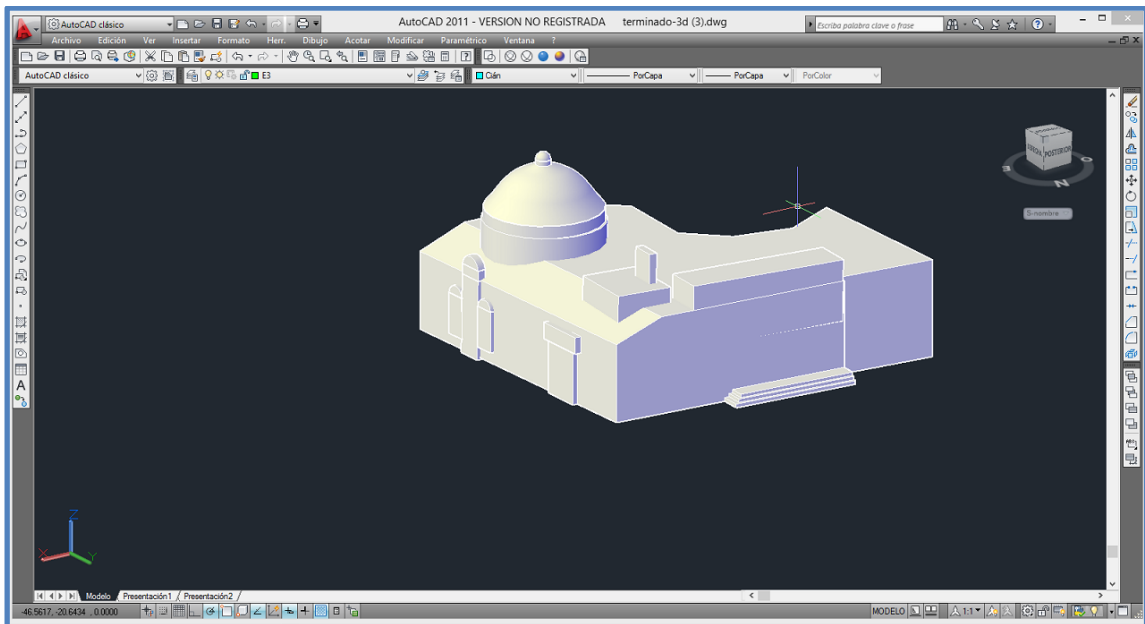 AutoCAD clásico
AutoCAD 2011 - VERSION NO REGISTRADA terminado-3d (3).dwg
Escriba palabra clave o frase
Archivo Edición Ver Insertar Formato Herr. Dibujo Acotar Modificar Paramétrico Ventana ?
AutoCAD clásico
E3
Cián
PorCapa
PorCapa
PorColor
POSTERIOR
N
S-nombre
Z
X
Y
Modelo Presentación1 Presentación2
-46.5617, -20.6434 , 0.0000
MODELO
1:1